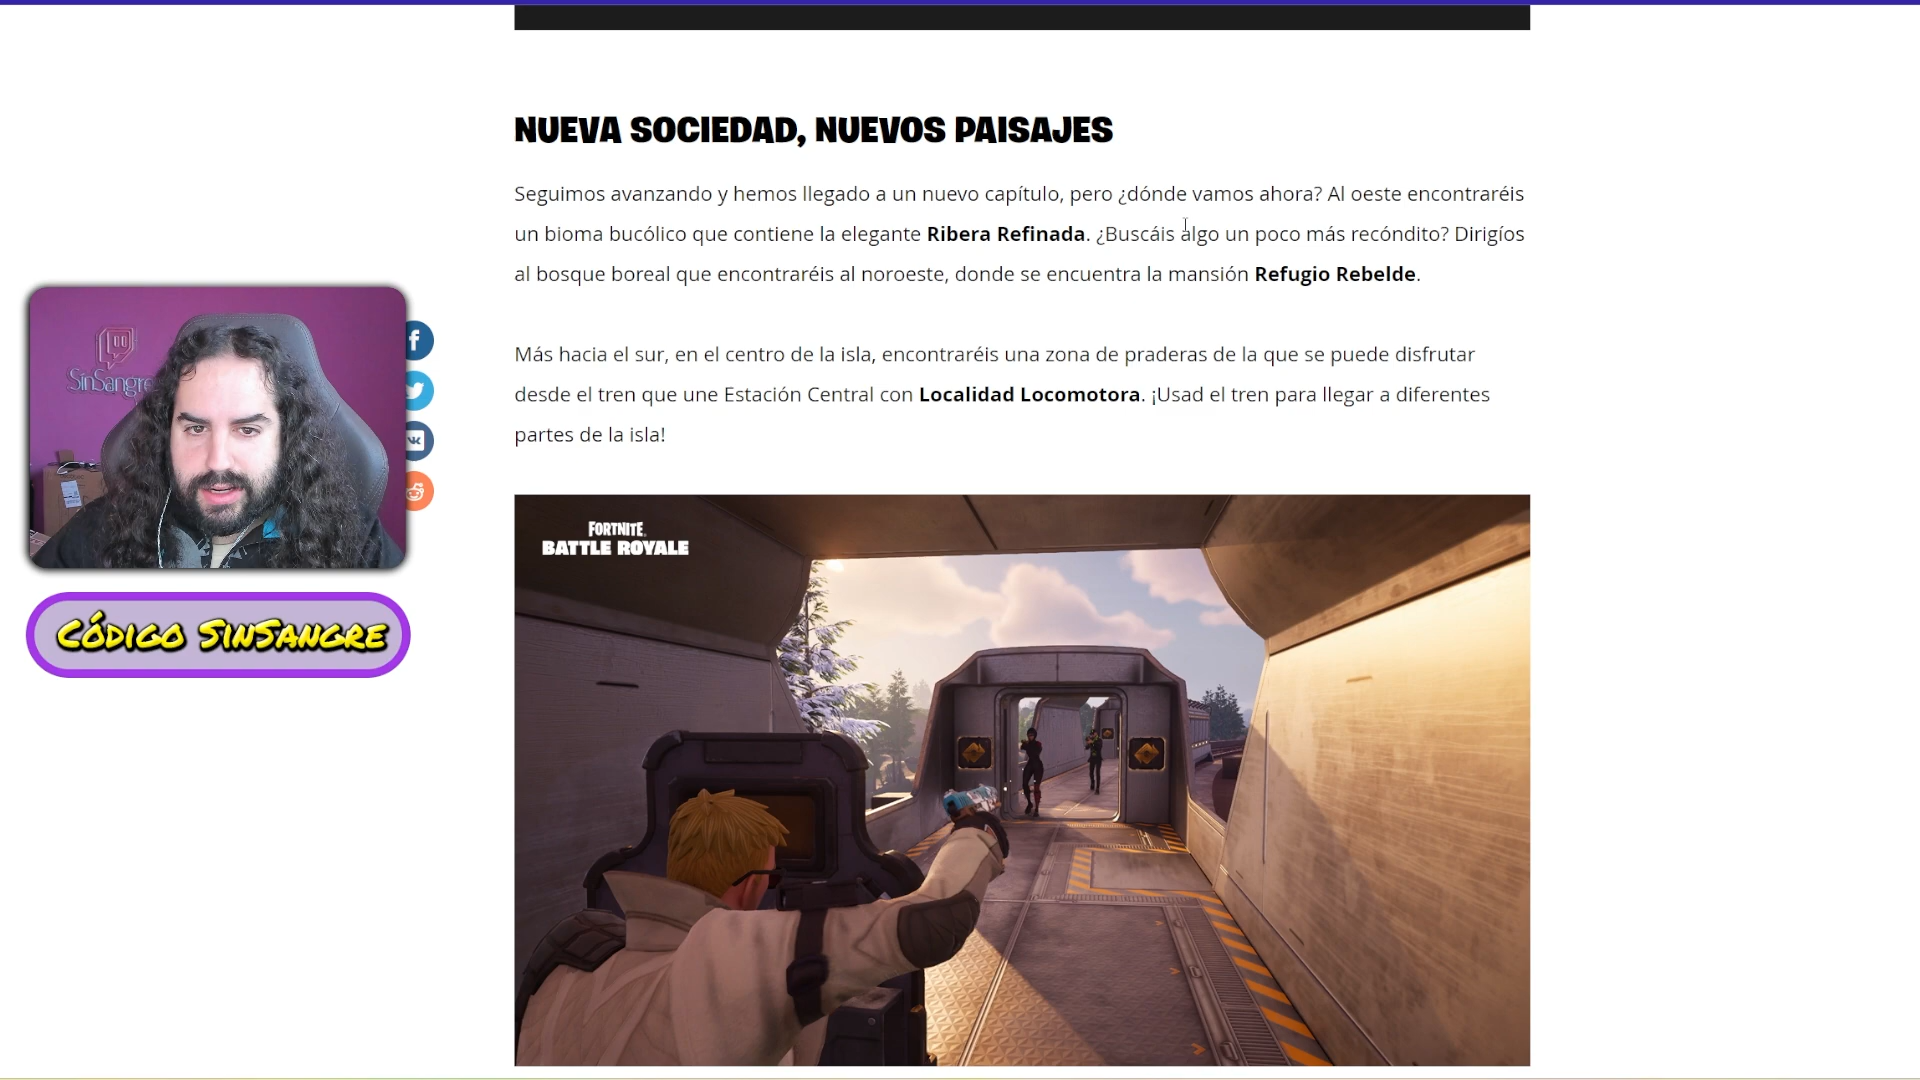 NUEVA SOCIEDAD, NUEVOS PAISAJES
Seguimos avanzando y hemos llegado a un nuevo capítulo, pero ¿dónde vamos ahora? Al oeste encontraréis
un bioma bucólico que contiene la elegante Ribera Refinada. ¿Buscáis algo un poco más recóndito? Dirigíos
al bosque boreal que encontraréis al noroeste, donde se encuentra la mansión Refugio Rebelde.
Más hacia el sur, en el centro de la isla, encontraréis una zona de praderas de la que se puede disfrutar
desde el tren que une Estación Central con Localidad Locomotora. ¡Usad el tren para llegar a diferentes
partes de la isla!
SinSangre
CÓDIGO SINSANGRE
FORTNITE
BATTLE ROYALE